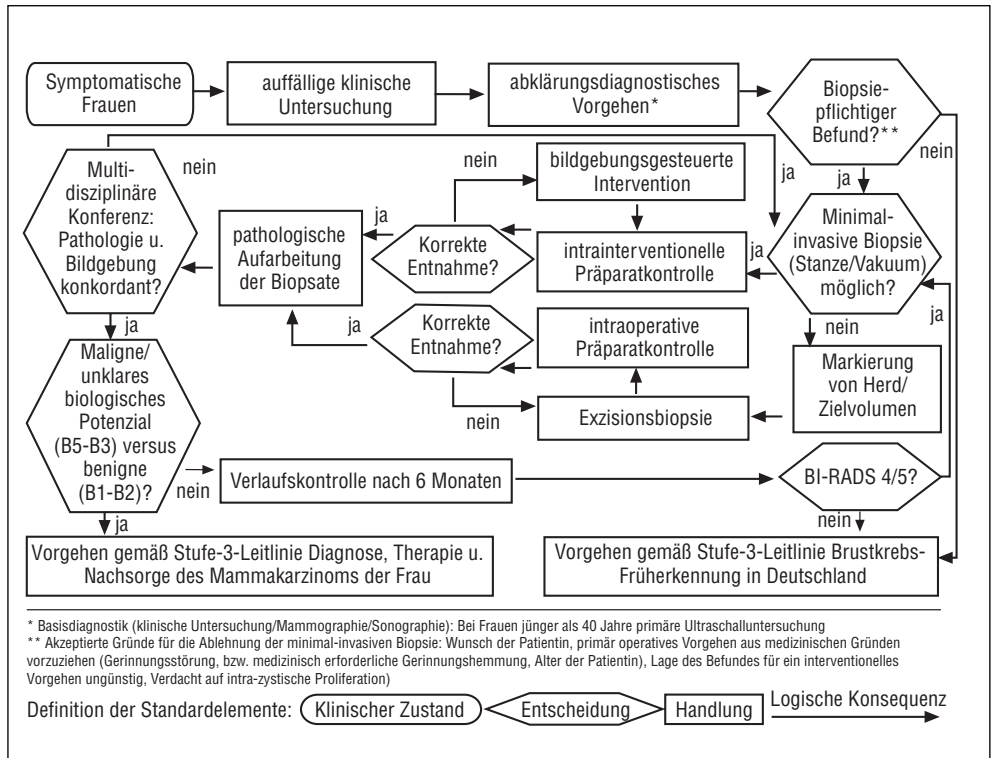 Symptomatische
Frauen
auffällige klinische
Untersuchung
abklärungsdiagnostisches
Vorgehen*
Biopsie-
pflichtiger
Befund?**
nein
ja
Multi-
disziplinäre
Konferenz:
Pathologie u.
Bildgebung
konkordant?
nein
ja
ja
pathologische
Aufarbeitung
der Biopsate
ja
Korrekte
Entnahme?
nein
bildgebungsgesteuerte
Intervention
intrainterventionelle
Präparatkontrolle
ja
Minimal-
invasive Biopsie
(Stanze/Vakuum)
möglich?
nein
ja
Markierung
von Herd/
Zielvolumen
Exzisionsbiopsie
intraoperative
Präparatkontrolle
Korrekte
Entnahme?
ja
nein
Maligne/
unklares
biologisches
Potenzial
(B5-B3) versus
benigne
(B1-B2)?
nein
ja
Verlaufskontrolle nach 6 Monaten
BI-RADS 4/5?
nein
Vorgehen gemäß Stufe-3-Leitlinie Diagnose, Therapie u.
Nachsorge des Mammakarzinoms der Frau
Vorgehen gemäß Stufe-3-Leitlinie Brustkrebs-
Früherkennung in Deutschland
* Basisdiagnostik (klinische Untersuchung/Mammographie/Sonographie): Bei Frauen jünger als 40 Jahre primäre Ultraschalluntersuchung
** Akzeptierte Gründe für die Ablehnung der minimal-invasiven Biopsie: Wunsch der Patientin, primär operatives Vorgehen aus medizinischen Gründen
vorzuziehen (Gerinnungsstörung, bzw. medizinisch erforderliche Gerinnungshemmung, Alter der Patientin), Lage des Befundes für ein interventionelles
Vorgehen ungünstig, Verdacht auf intra-zystische Proliferation)
Definition der Standardelemente: Klinischer Zustand Entscheidung Handlung Logische Konsequenz